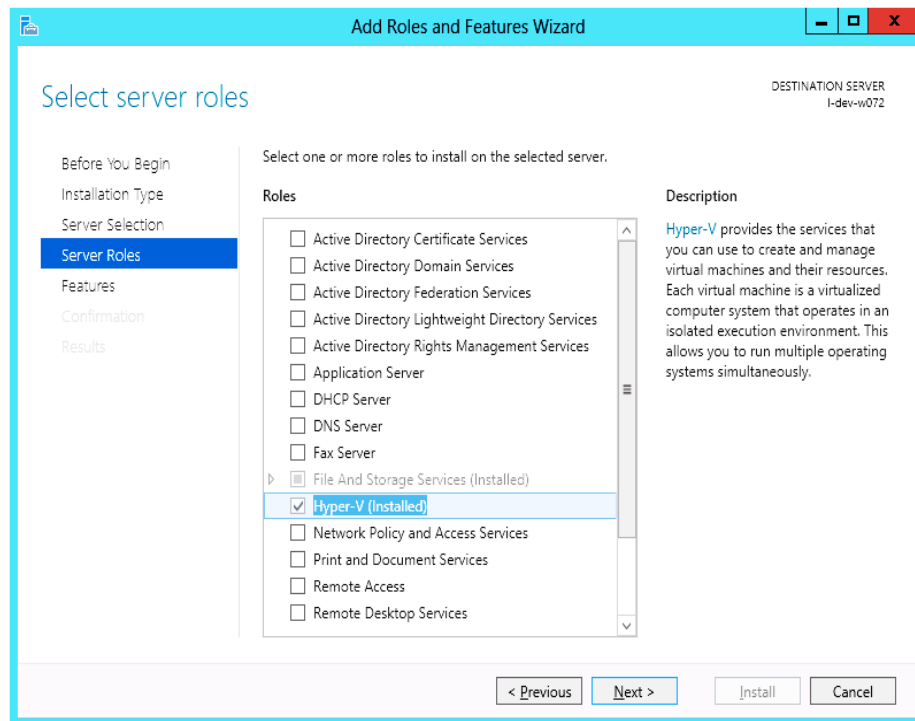 Add Roles and Features Wizard
Select server roles
DESTINATION SERVER
l-dev-w072
Before You Begin
Installation Type
Server Selection
Server Roles
Features
Confirmation
Results
Select one or more roles to install on the selected server.
Roles
Active Directory Certificate Services
Active Directory Domain Services
Active Directory Federation Services
Active Directory Lightweight Directory Services
Active Directory Rights Management Services
Application Server
DHCP Server
DNS Server
Fax Server
File And Storage Services (Installed)
Hyper-V (Installed)
Network Policy and Access Services
Print and Document Services
Remote Access
Remote Desktop Services
Description
Hyper-V provides the services that
you can use to create and manage
virtual machines and their resources.
Each virtual machine is a virtualized
computer system that operates in an
isolated execution environment. This
allows you to run multiple operating
systems simultaneously.
< Previous
Next >
Install
Cancel